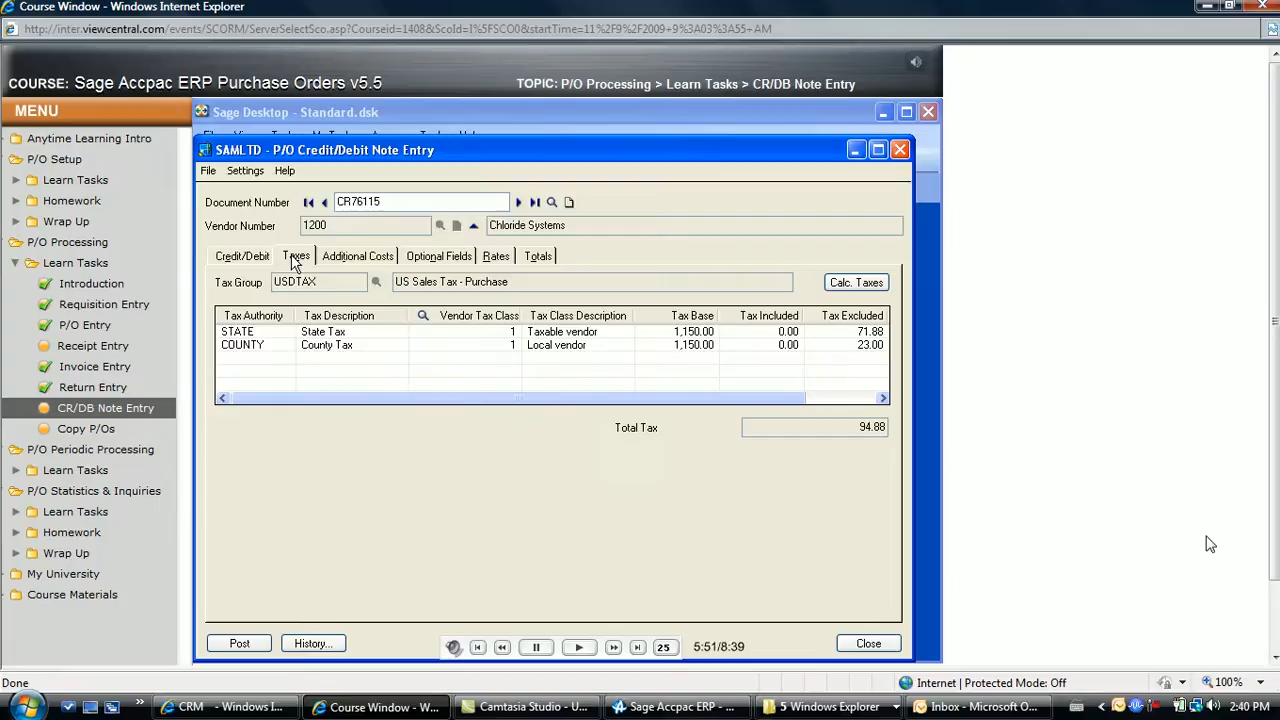 Course Window - Windows Internet Explorer
http://inter.viewcentral.com/events/SCORM/ServerSelectSco.asp?Courseid=1408&ScoId=I%5FSCO0&startTime=11%2F9%2F2009+9%3A03%3A55+AM
COURSE: Sage Accpac ERP Purchase Orders v5.5
TOPIC: P/O Processing > Learn Tasks > CR/DB Note Entry
MENU
Anytime Learning Intro
P/O Setup
Learn Tasks
Homework
Wrap Up
P/O Processing
Learn Tasks
Introduction
Requisition Entry
P/O Entry
Receipt Entry
Invoice Entry
Return Entry
CR/DB Note Entry
Copy P/Os
P/O Periodic Processing
Learn Tasks
P/O Statistics & Inquiries
Learn Tasks
Homework
Wrap Up
My University
Course Materials
Sage Desktop - Standard.dsk
SAMLTD - P/O Credit/Debit Note Entry
File Settings Help
Document Number CR76115
Vendor Number 1200 Chloride Systems
Credit/Debit Taxes Additional Costs Optional Fields Rates Totals
Tax Group USDTAX US Sales Tax - Purchase Calc. Taxes
Tax Authority Tax Description Vendor Tax Class Tax Class Description Tax Base Tax Included Tax Excluded
STATE State Tax 1 Taxable vendor 1,150.00 0.00 71.88
COUNTY County Tax 1 Local vendor 1,150.00 0.00 23.00
Total Tax 94.88
Post History... 25 5:51/8:39 Close
Done Internet | Protected Mode: Off 100%
CRM - Windows I... Course Window - W... Camtasia Studio - U... Sage Accpac ERP - ... 5 Windows Explorer Inbox - Microsoft O... 2:40 PM